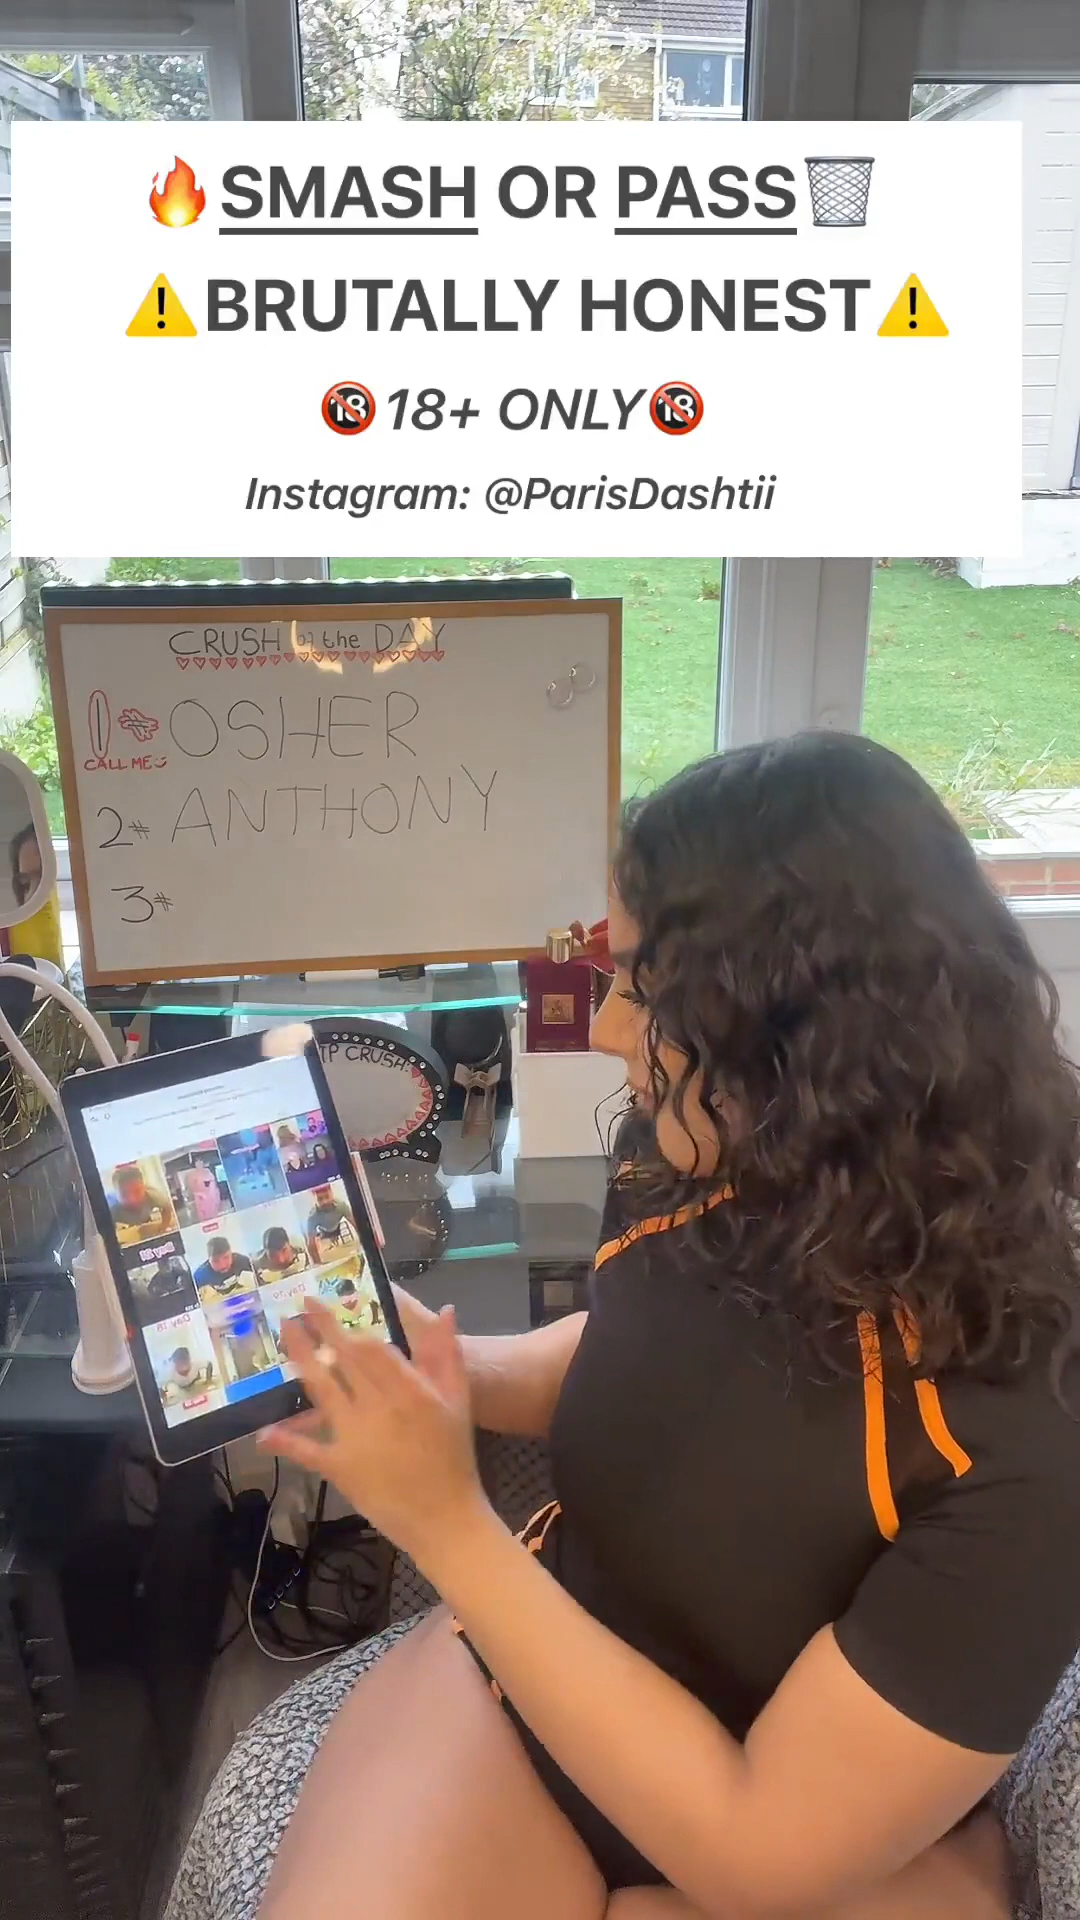 🔥SMASH OR PASS🗑️
⚠️BRUTALLY HONEST⚠️
🔞18+ ONLY🔞
Instagram: @ParisDashtii
CRUSH of the DAY
1# OSHER
CALL ME
2# ANTHONY
3#
TP CRUSH: